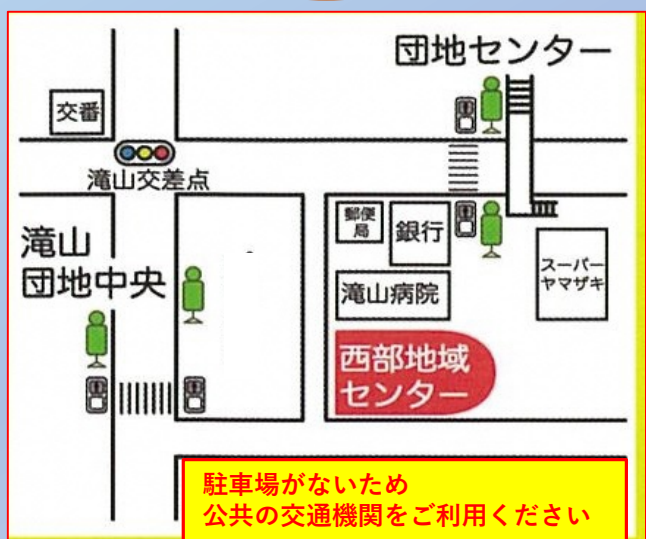 団地センター
交番
滝山交差点
郵便
局
銀行
滝山
団地中央
滝山病院
スーパー
ヤマザキ
西部地域
センター
駐車場がないため
公共の交通機関をご利用ください